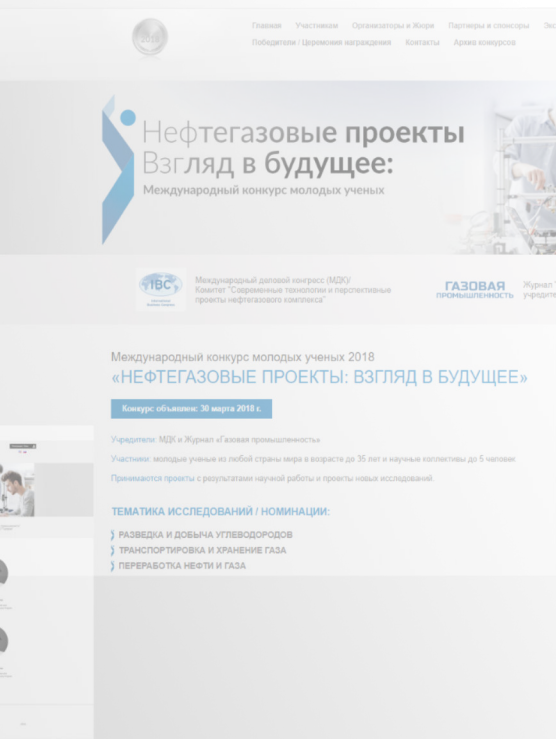 2018
Главная Участникам Организаторы и Жюри Партнеры и спонсоры
Победители / Церемония награждения Контакты Архив конкурсов
Нефтегазовые проекты
Взгляд в будущее:
Международный конкурс молодых ученых
IBC
Международный деловой конгресс (МДК)/
Комитет "Современные технологии и перспективные
проекты нефтегазового комплекса"
ГАЗОВАЯ
ПРОМЫШЛЕННОСТЬ
Журнал
Международный конкурс молодых ученых 2018
«НЕФТЕГАЗОВЫЕ ПРОЕКТЫ: ВЗГЛЯД В БУДУЩЕЕ»
Конкурс объявлен: 30 марта 2018 г.
Учредители: МДК и Журнал «Газовая промышленность»
Участники: молодые ученые из любой страны мира в возрасте до 35 лет и научные коллективы до 5 человек
Принимаются проекты с результатами научной работы и проекты новых исследований.
ТЕМАТИКА ИССЛЕДОВАНИЙ / НОМИНАЦИИ:
РАЗВЕДКА И ДОБЫЧА УГЛЕВОДОРОДОВ
ТРАНСПОРТИРОВКА И ХРАНЕНИЕ ГАЗА
ПЕРЕРАБОТКА НЕФТИ И ГАЗА